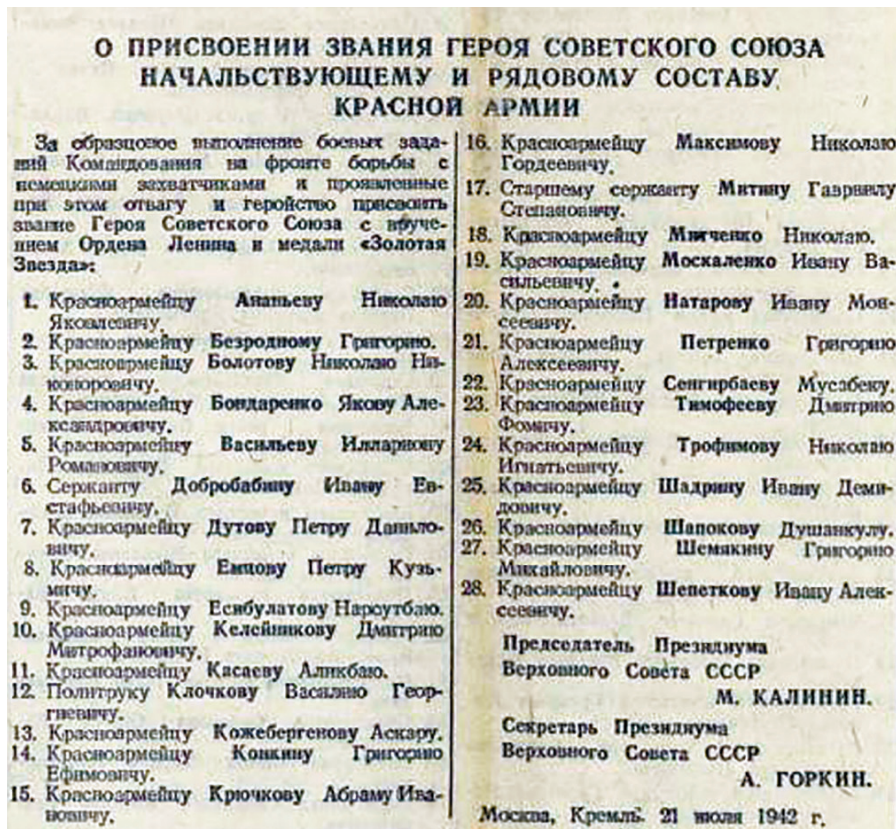 О ПРИСВОЕНИИ ЗВАНИЯ ГЕРОЯ СОВЕТСКОГО СОЮЗА
НАЧАЛЬСТВУЮЩЕМУ И РЯДОВОМУ СОСТАВУ
КРАСНОЙ АРМИИ
За образцовое выполнение боевых зада-
ний Командования на фронте борьбы с
немецкими захватчиками и проявленные
при этом отвагу и геройство присвоить
звание Героя Советского Союза с вруче-
нием Ордена Ленина и медали «Золотая
Звезда»:
1. Красноармейцу Ананьеву Николаю
Яковлевичу.
2. Красноармейцу Безродному Григорию.
3. Красноармейцу Болотову Николаю Ни-
коноровичу.
4. Красноармейцу Бондаренко Якову Але-
ксандровичу.
5. Красноармейцу Васильеву Иллариону
Романовичу.
6. Сержанту Добробабину Ивану Ев-
стафьевичу.
7. Красноармейцу Дутову Петру Данило-
вичу.
8. Красноармейцу Емцову Петру Кузь-
мичу.
9. Красноармейцу Есибулатову Нарсутбаю.
10. Красноармейцу Калейникову Дмитрию
Митрофановичу.
11. Красноармейцу Касаеву Аликбаю.
12. Политруку Клочкову Василию Геор-
гиевичу.
13. Красноармейцу Кожебергенову Аскару.
14. Красноармейцу Конкину Григорию
Ефимовичу.
15. Красноармейцу Крючкову Абраму Ива-
новичу.
16. Красноармейцу Максимову Николаю
Гордеевичу.
17. Старшему сержанту Митину Гавриилу
Степановичу.
18. Красноармейцу Митченко Николаю.
19. Красноармейцу Москаленко Ивану Ва-
сильевичу.
20. Красноармейцу Натарову Ивану Мои-
сеевичу.
21. Красноармейцу Петренко Григорию
Алексеевичу.
22. Красноармейцу Сенгирбаеву Мусабеку.
23. Красноармейцу Тимофееву Дмитрию
Фомичу.
24. Красноармейцу Трофимову Николаю
Игнатьевичу.
25. Красноармейцу Шадрину Ивану Деми-
довичу.
26. Красноармейцу Шапокову Душанкулу.
27. Красноармейцу Шемякину Григорию
Михайловичу.
28. Красноармейцу Шепеткову Ивану Алек-
сеевичу.
Председатель Президиума
Верховного Совета СССР
М. КАЛИНИН.
Секретарь Президиума
Верховного Совета СССР
А. ГОРКИН.
Москва, Кремль. 21 июля 1942 г.